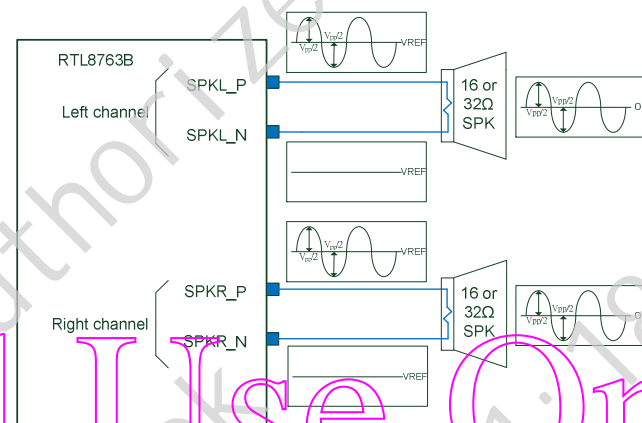 RTL8763B
Left channel
SPKL_P
SPKL_N
Vpp/2
Vpp/2
VREF
VREF
16 or
32Ω
SPK
Vpp/2
Vpp/2
Right channel
SPKR_P
SPKR_N
Vpp/2
Vpp/2
VREF
VREF
16 or
32Ω
SPK
Vpp/2
Vpp/2
Use